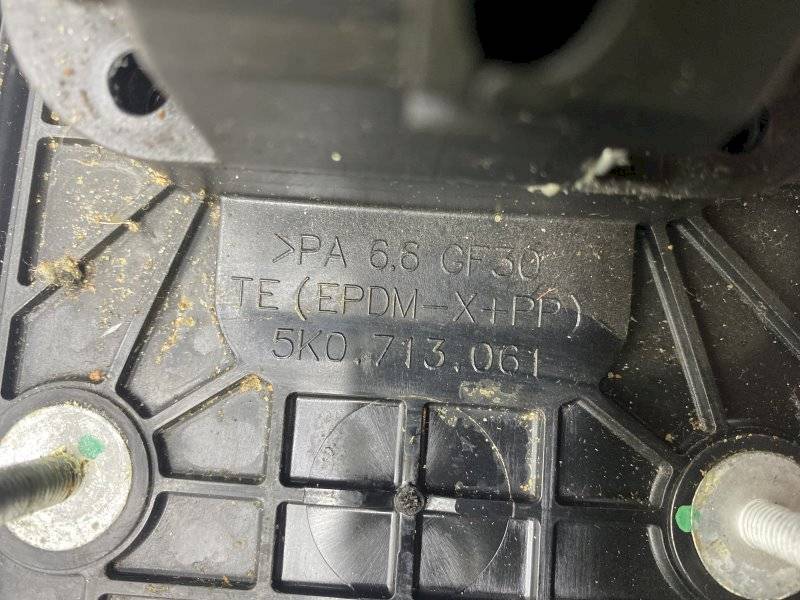 >PA 6.6 GF30
TE(EPDM-X+PP)
5K0.713.061